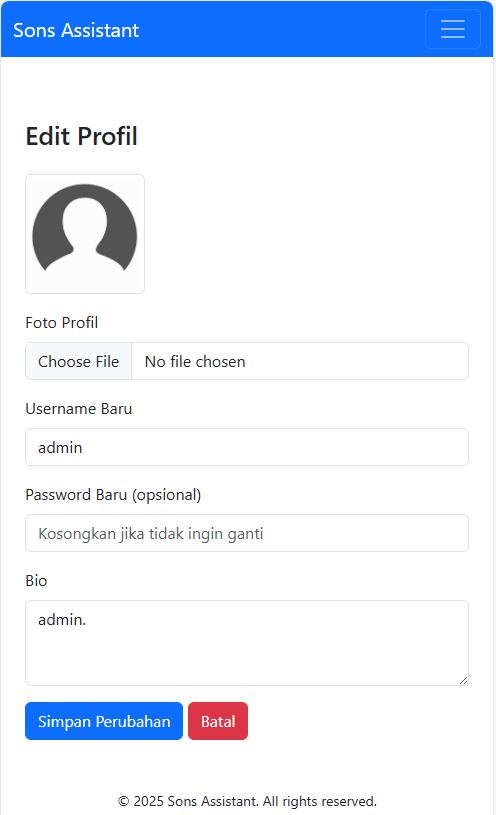 Sons Assistant
Edit Profil
Foto Profil
Choose File No file chosen
Username Baru
admin
Password Baru (opsional)
Kosongkan jika tidak ingin ganti
Bio
admin.
Simpan Perubahan Batal
© 2025 Sons Assistant. All rights reserved.